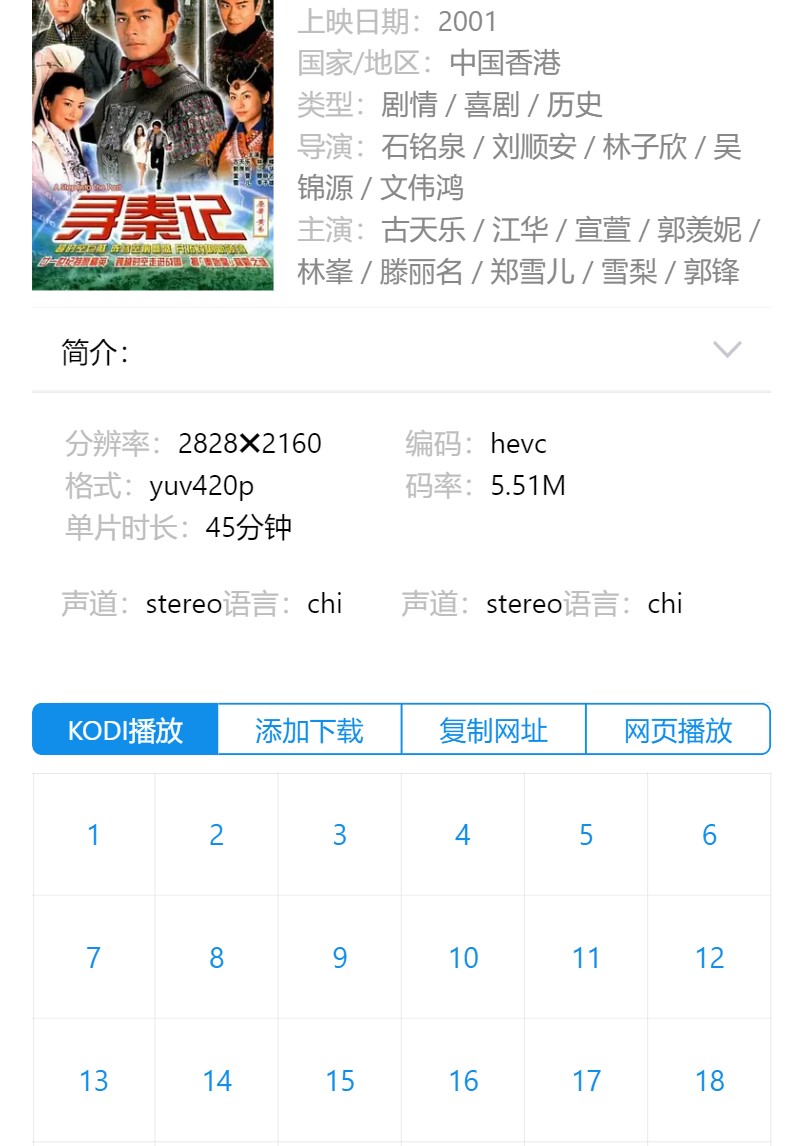 上映日期：2001
国家/地区：中国香港
类型：剧情 / 喜剧 / 历史
导演：石铭泉 / 刘顺安 / 林子欣 / 吴
锦源 / 文伟鸿
主演：古天乐 / 江华 / 宣萱 / 郭羡妮 /
林峯 / 滕丽名 / 郑雪儿 / 雪梨 / 郭锋
A Step into the Past
寻秦记
简介：
分辨率：2828✕2160 编码：hevc
格式：yuv420p 码率：5.51M
单片时长：45分钟
声道：stereo语言：chi 声道：stereo语言：chi
KODI播放 添加下载 复制网址 网页播放
1 2 3 4 5 6
7 8 9 10 11 12
13 14 15 16 17 18